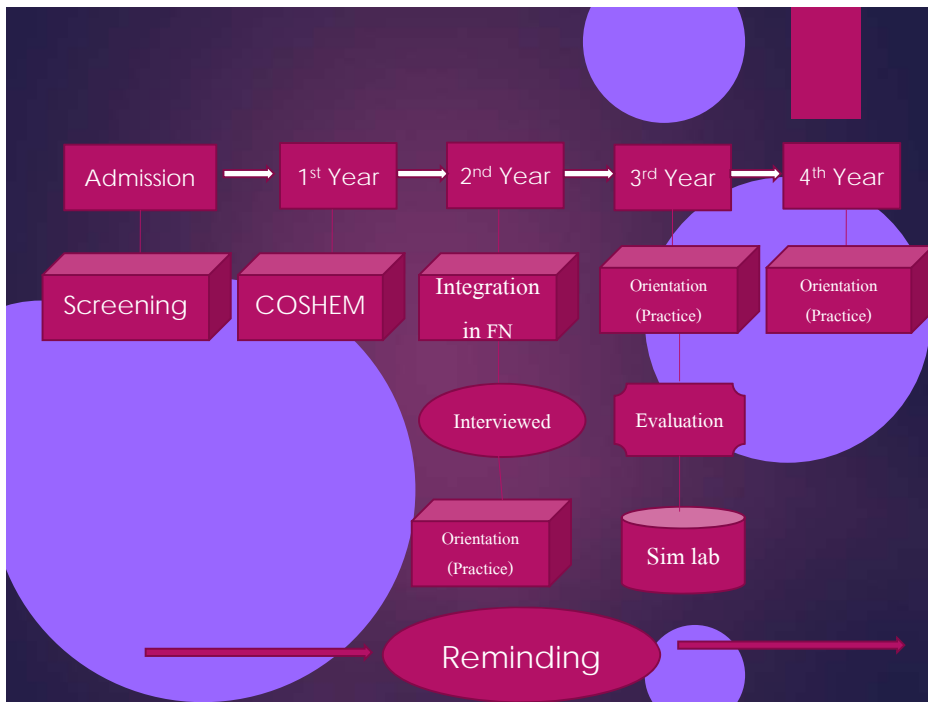 Admission
1st Year
2nd Year
3rd Year
4th Year
Screening
COSHEM
Integration
in FN
Orientation
(Practice)
Orientation
(Practice)
Interviewed
Evaluation
Orientation
(Practice)
Sim lab
Reminding